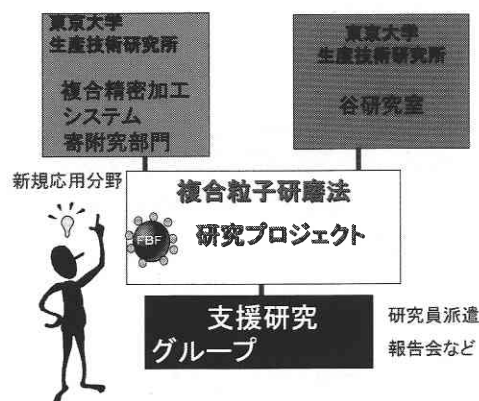 東京大学
生産技術研究所
複合精密加工
システム
寄附究部門
東京大学
生産技術研究所
谷研究室
新規応用分野
複合粒子研磨法
FBF
研究プロジェクト
支援研究
グループ
研究員派遣
報告会など